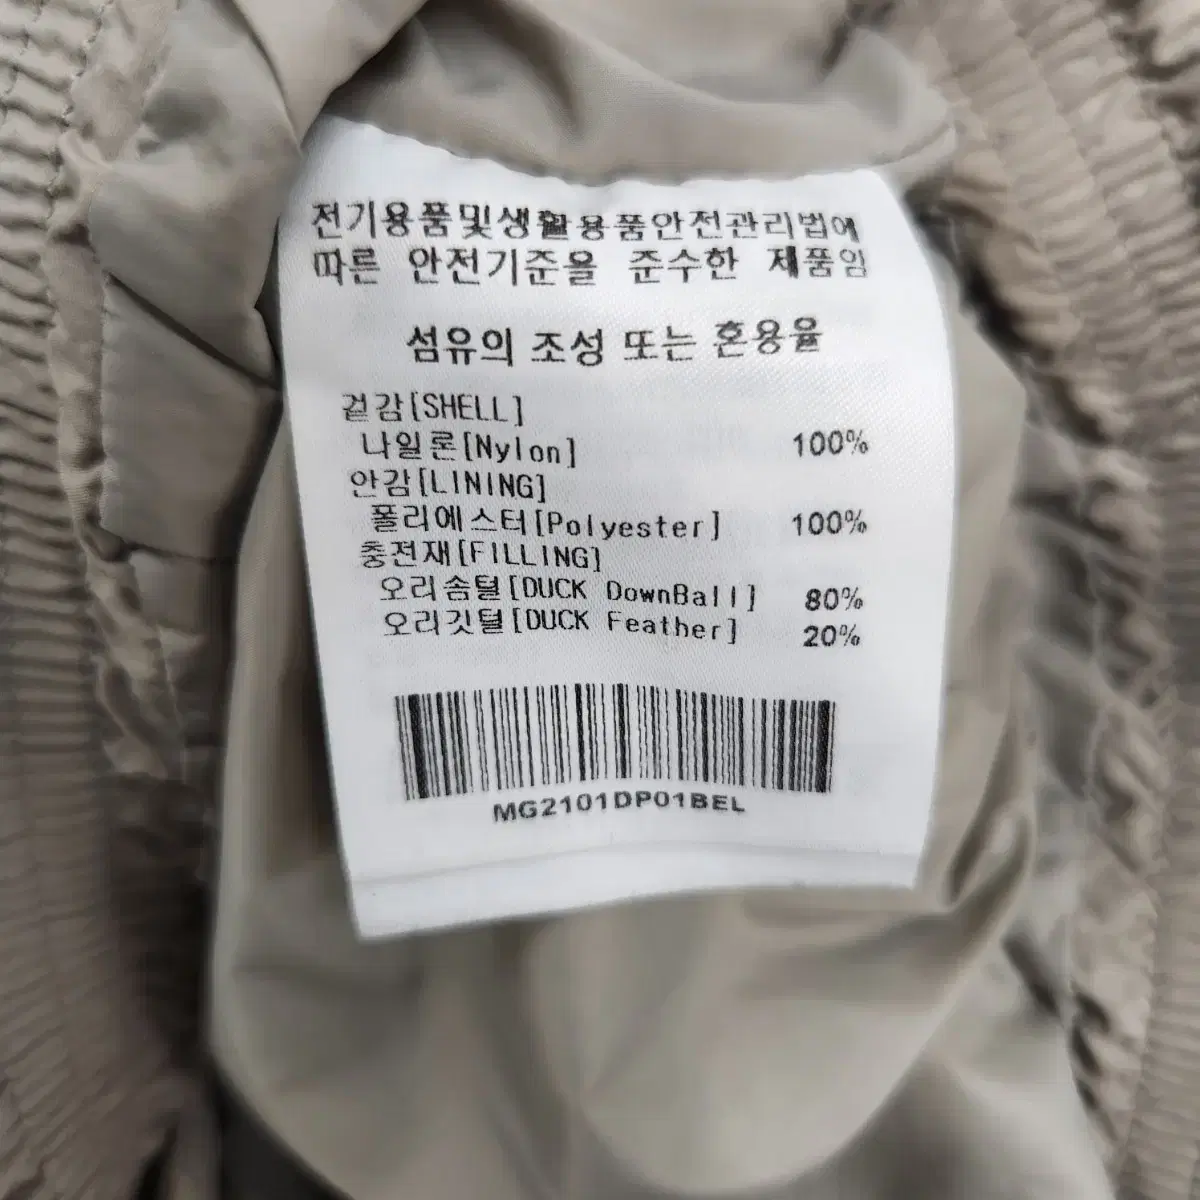 전기용품및생활용품안전관리법에
따른 안전기준을 준수한 제품임
섬유의 조성 또는 혼용율
겉감[SHELL]
나일론[Nylon] 100%
안감[LINING]
폴리에스터[Polyester] 100%
충전재[FILLING]
오리솜털[DUCK DownBall] 80%
오리깃털[DUCK Feather] 20%
MG2101DP01BEL